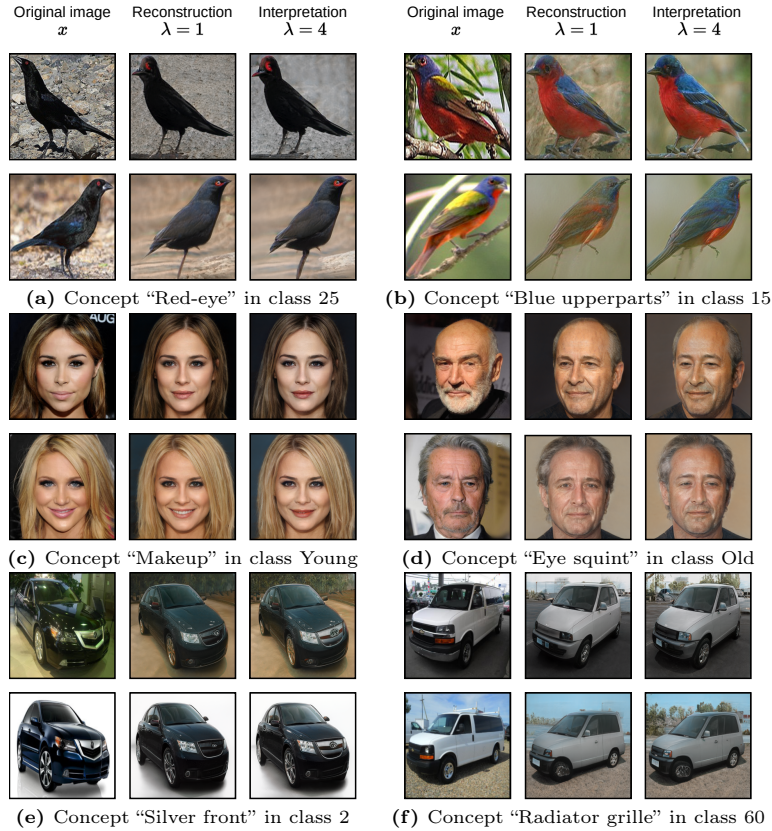 Original image Reconstruction Interpretation Original image Reconstruction Interpretation
x λ = 1 λ = 4 x λ = 1 λ = 4
(a) Concept “Red-eye” in class 25 (b) Concept “Blue upperparts” in class 15
AUG
(c) Concept “Makeup” in class Young (d) Concept “Eye squint” in class Old
(e) Concept “Silver front” in class 2 (f) Concept “Radiator grille” in class 60